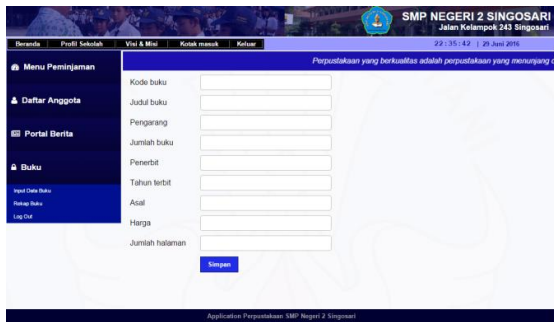 SMP NEGERI 2 SINGOSARI
Jalan Kelampok 243 Singosari
Beranda Profil Sekolah Visi & Misi Kotak masuk Keluar 22:35:42 | 29 Juni 2016
Perpustakaan yang berkualitas adalah perpustakaan yang menunjang
Menu Peminjaman
Daftar Anggota
Portal Berita
Buku
Input Data Buku
Rekap Buku
Log Out
Kode buku
Judul buku
Pengarang
Jumlah buku
Penerbit
Tahun terbit
Asal
Harga
Jumlah halaman
Simpan
Application Perpustakaan SMP Negeri 2 Singosari